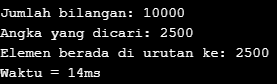 Jumlah bilangan: 10000
Angka yang dicari: 2500
Elemen berada di urutan ke: 2500
Waktu = 14ms